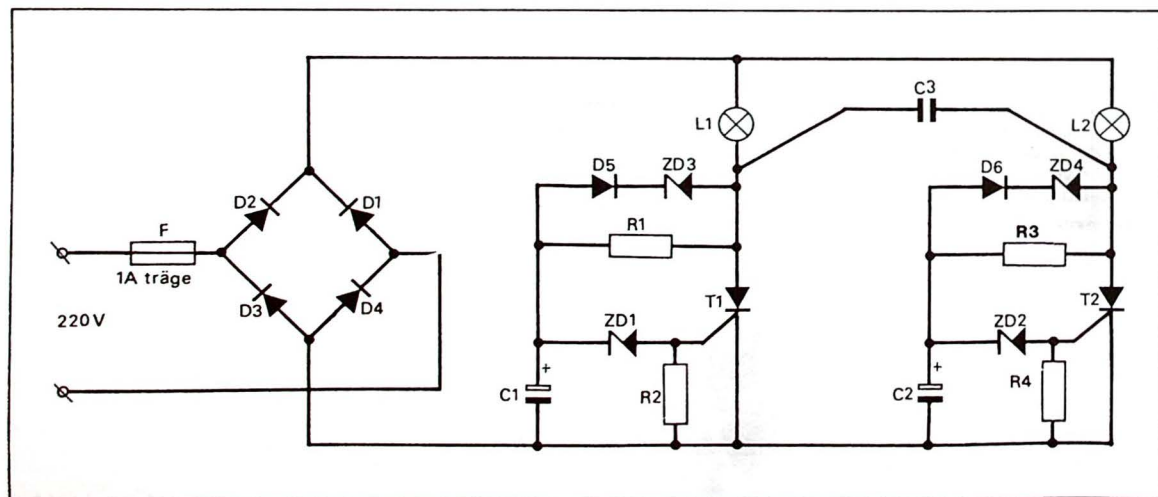 C3
L1
L2
D5
ZD3
D6
ZD4
D2
D1
F
R1
R3
1A träge
D3
D4
T1
T2
220V
ZD1
ZD2
+
+
C1
R2
C2
R4